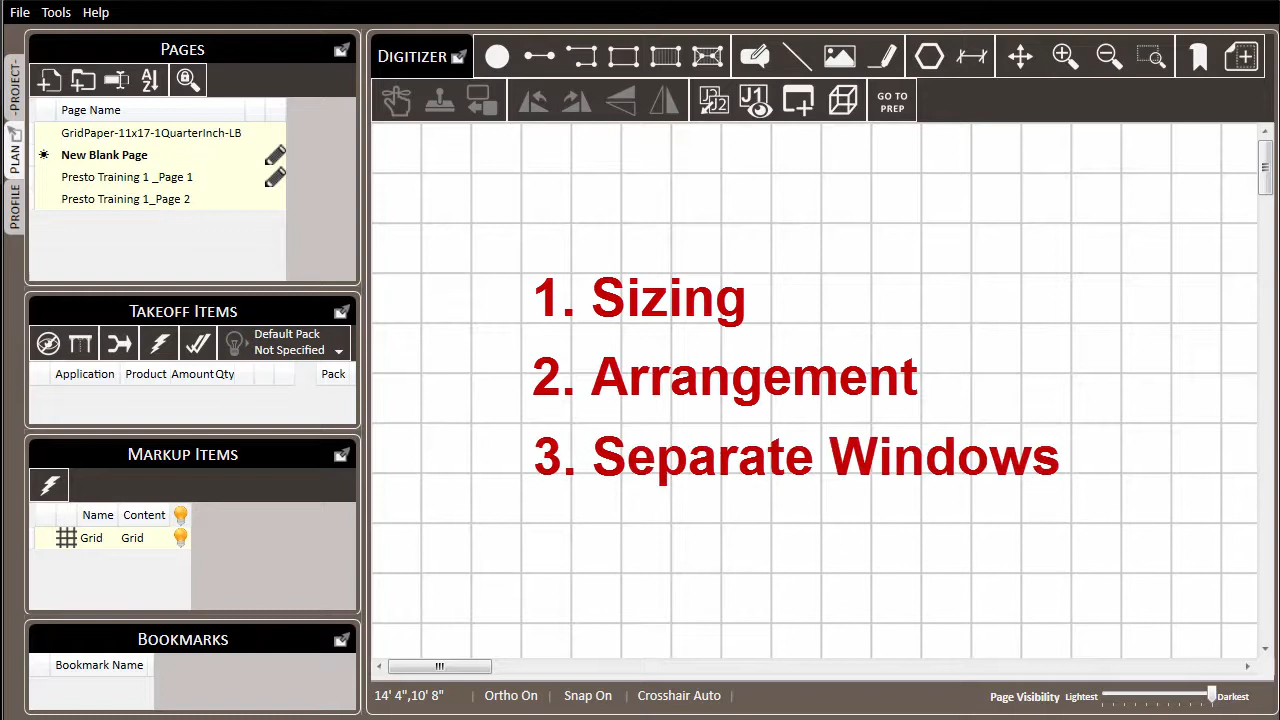 File Tools Help
-PROJECT-
PLAN
PROFILE
PAGES
Page Name
GridPaper-11x17-1QuarterInch-LB
New Blank Page
Presto Training 1 _Page 1
Presto Training 1_Page 2
TAKEOFF ITEMS
Default Pack
Not Specified
Application Product AmountQty Pack
MARKUP ITEMS
Name Content
Grid Grid
BOOKMARKS
Bookmark Name
DIGITIZER
J2
J1
GO TO
PREP
1. Sizing
2. Arrangement
3. Separate Windows
14' 4",10' 8" Ortho On Snap On Crosshair Auto Page Visibility Lightest Darkest